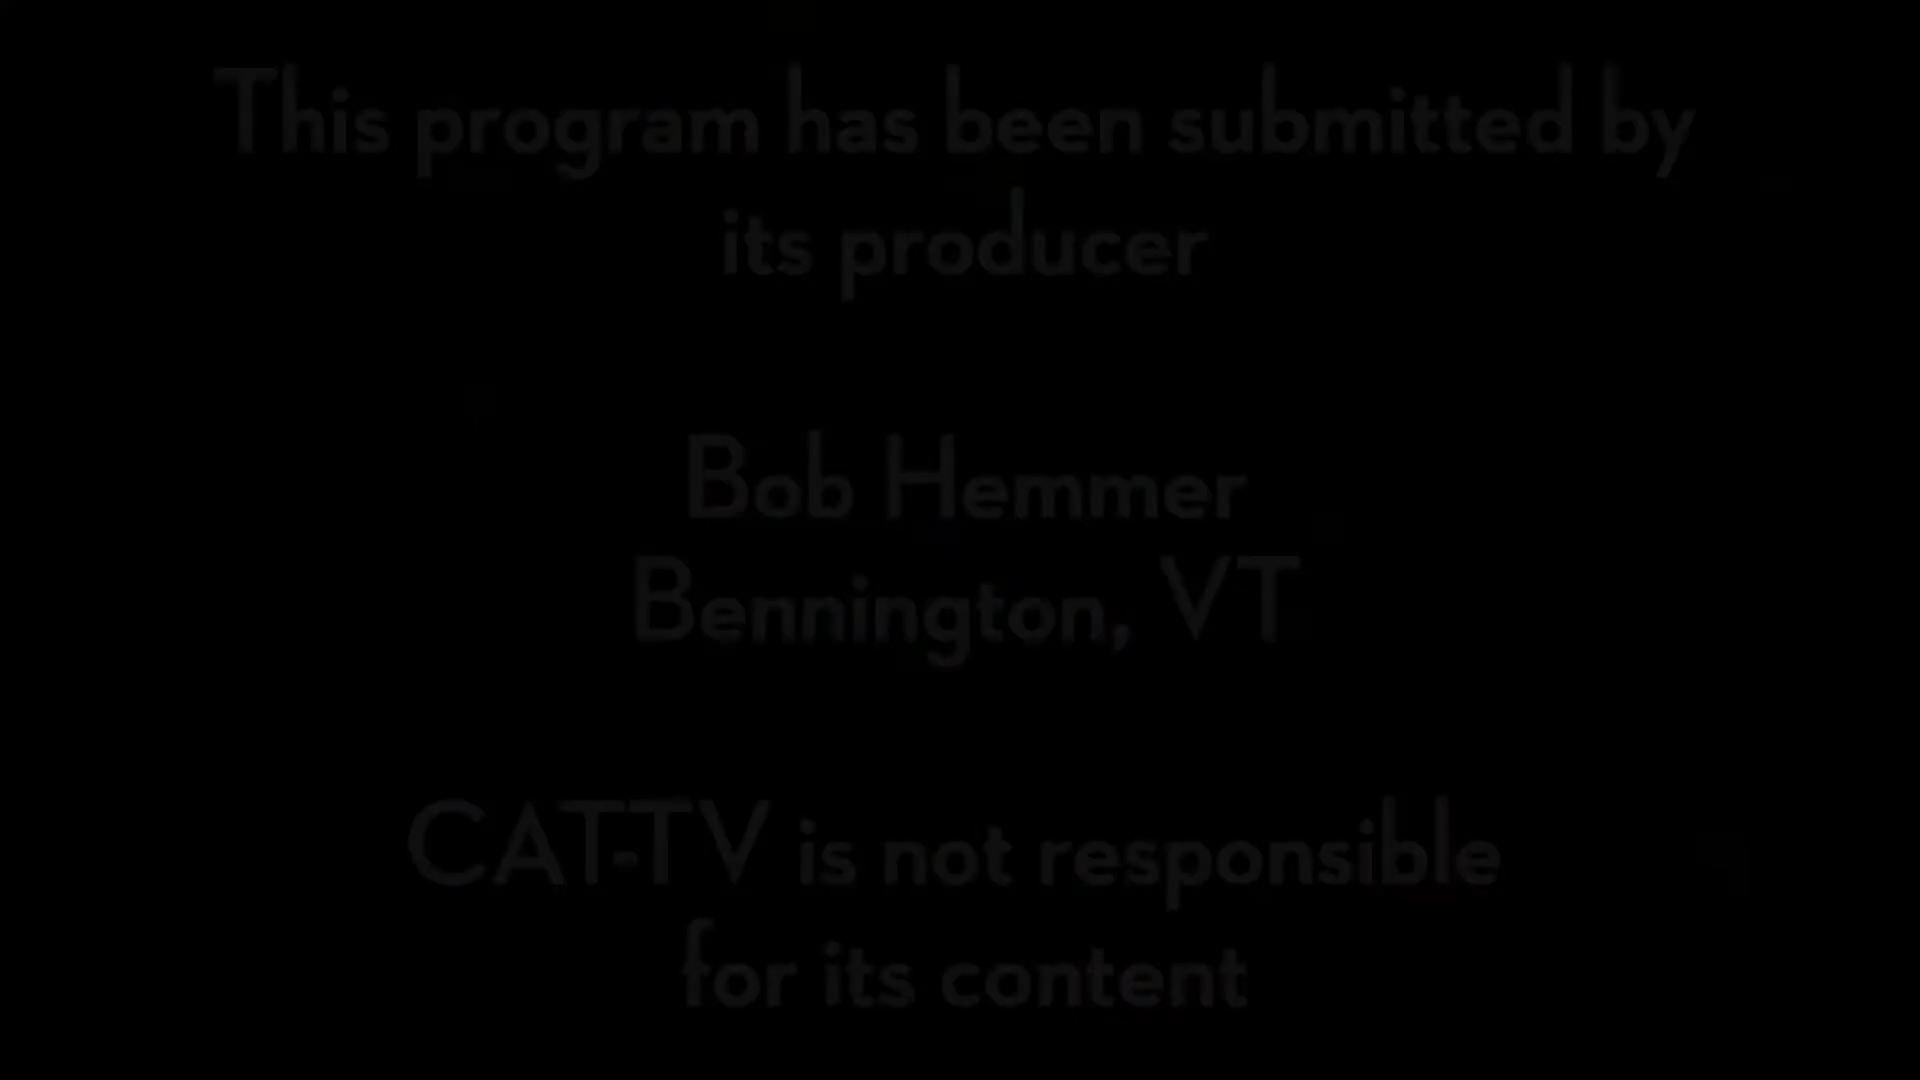 This program has been submitted by
its producer
Bob Hemmer
Bennington, VT
CAT-TV is not responsible
for its content